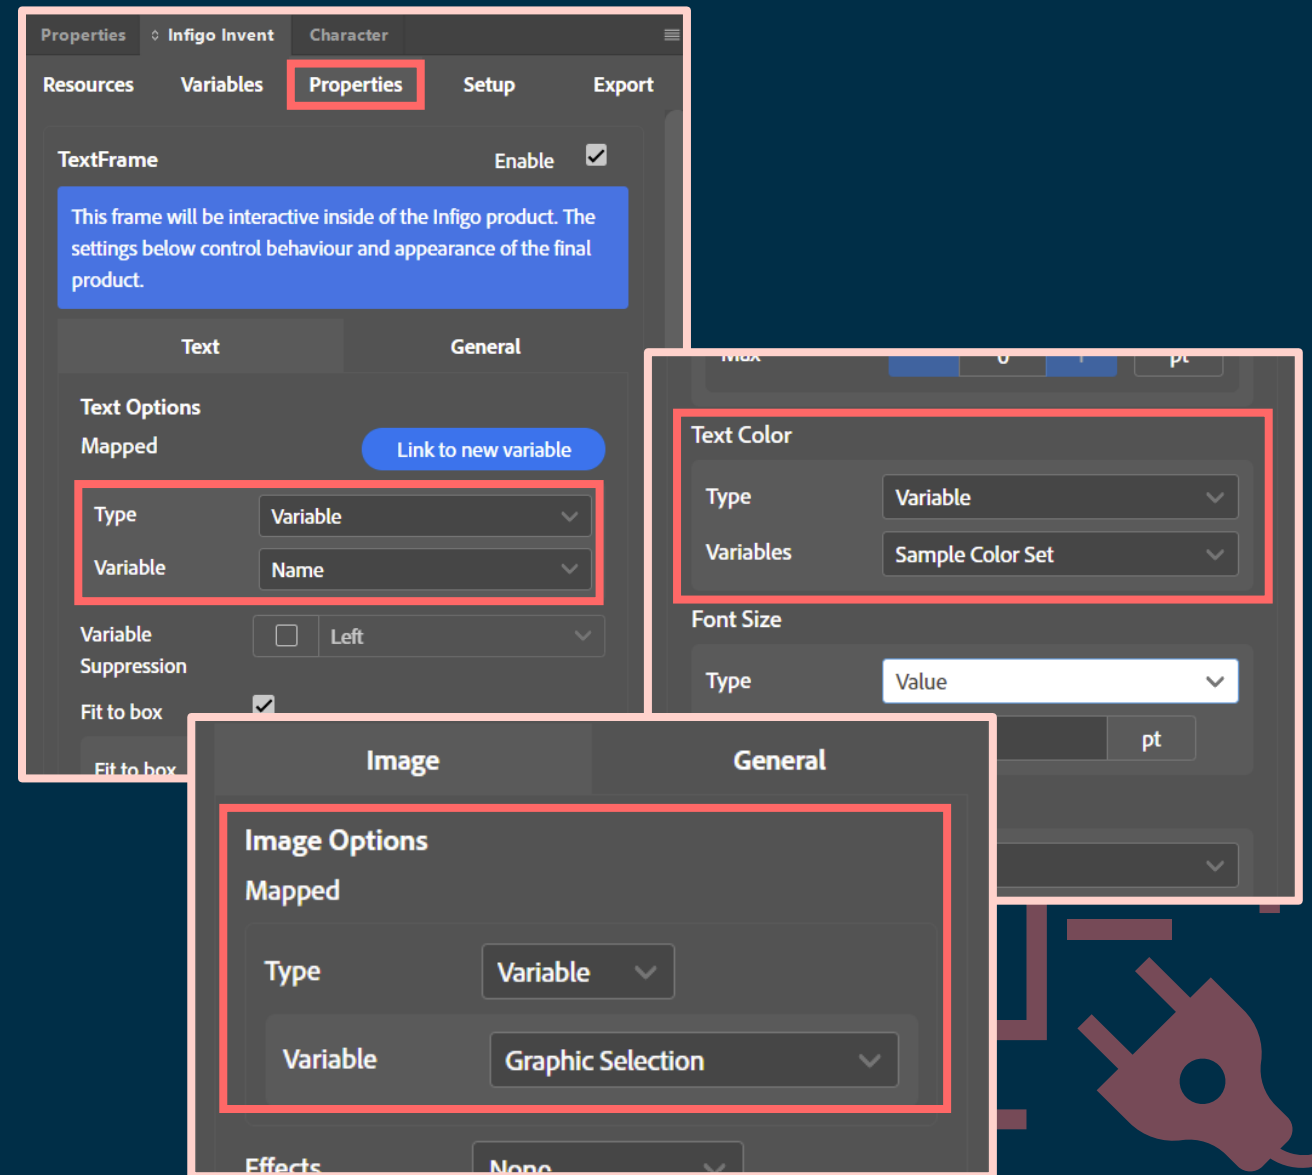 Properties
Infigo Invent
Character
Resources
Variables
Properties
Setup
Export
TextFrame
Enable
This frame will be interactive inside of the Infigo product. The
settings below control behaviour and appearance of the final
product.
Text
General
Text Options
Mapped
Link to new variable
Type
Variable
Variable
Name
Variable
Suppression
Left
Fit to box
Fit to box
Max
0
pt
Text Color
Type
Variable
Variables
Sample Color Set
Font Size
Type
Value
pt
Image
General
Image Options
Mapped
Type
Variable
Variable
Graphic Selection
Effects
None